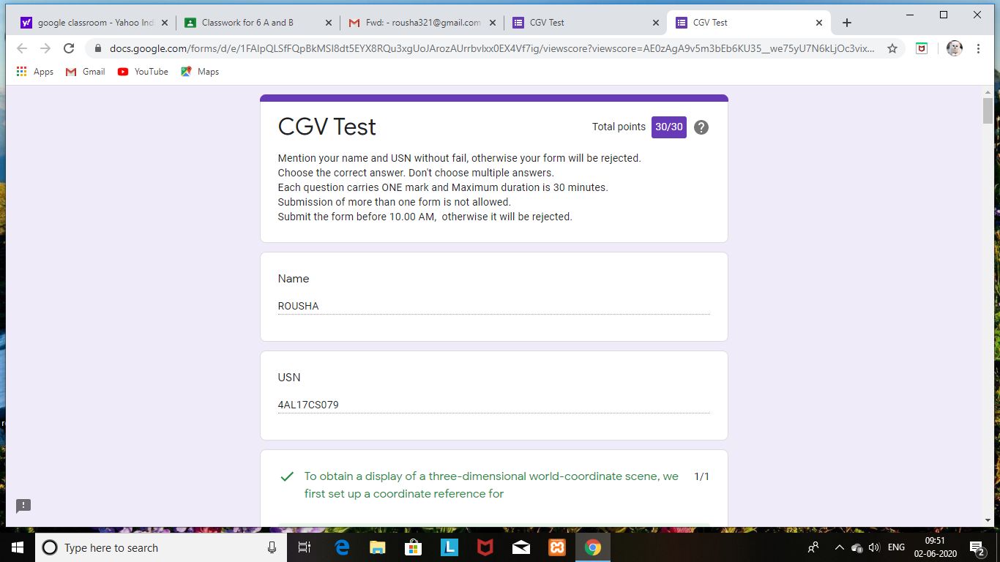 google classroom - Yahoo Ind
Classwork for 6 A and B
Fwd: - rousha321@gmail.com
CGV Test
CGV Test
docs.google.com/forms/d/e/1FAIpQLSfFQpBkMSI8dt5EYX8RQu3xgUoJArozAUrrbvlxx0EX4Vf7ig/viewscore?viewscore=AE0zAgA9v5m3bEb6KU35__we75yU7N6kLjOc3vix...
Apps
Gmail
YouTube
Maps
CGV Test
Total points 30/30
Mention your name and USN without fail, otherwise your form will be rejected.
Choose the correct answer. Don't choose multiple answers.
Each question carries ONE mark and Maximum duration is 30 minutes.
Submission of more than one form is not allowed.
Submit the form before 10.00 AM,  otherwise it will be rejected.
Name
ROUSHA
USN
4AL17CS079
To obtain a display of a three-dimensional world-coordinate scene, we 1/1
first set up a coordinate reference for
Type here to search
ENG
09:51
02-06-2020
2